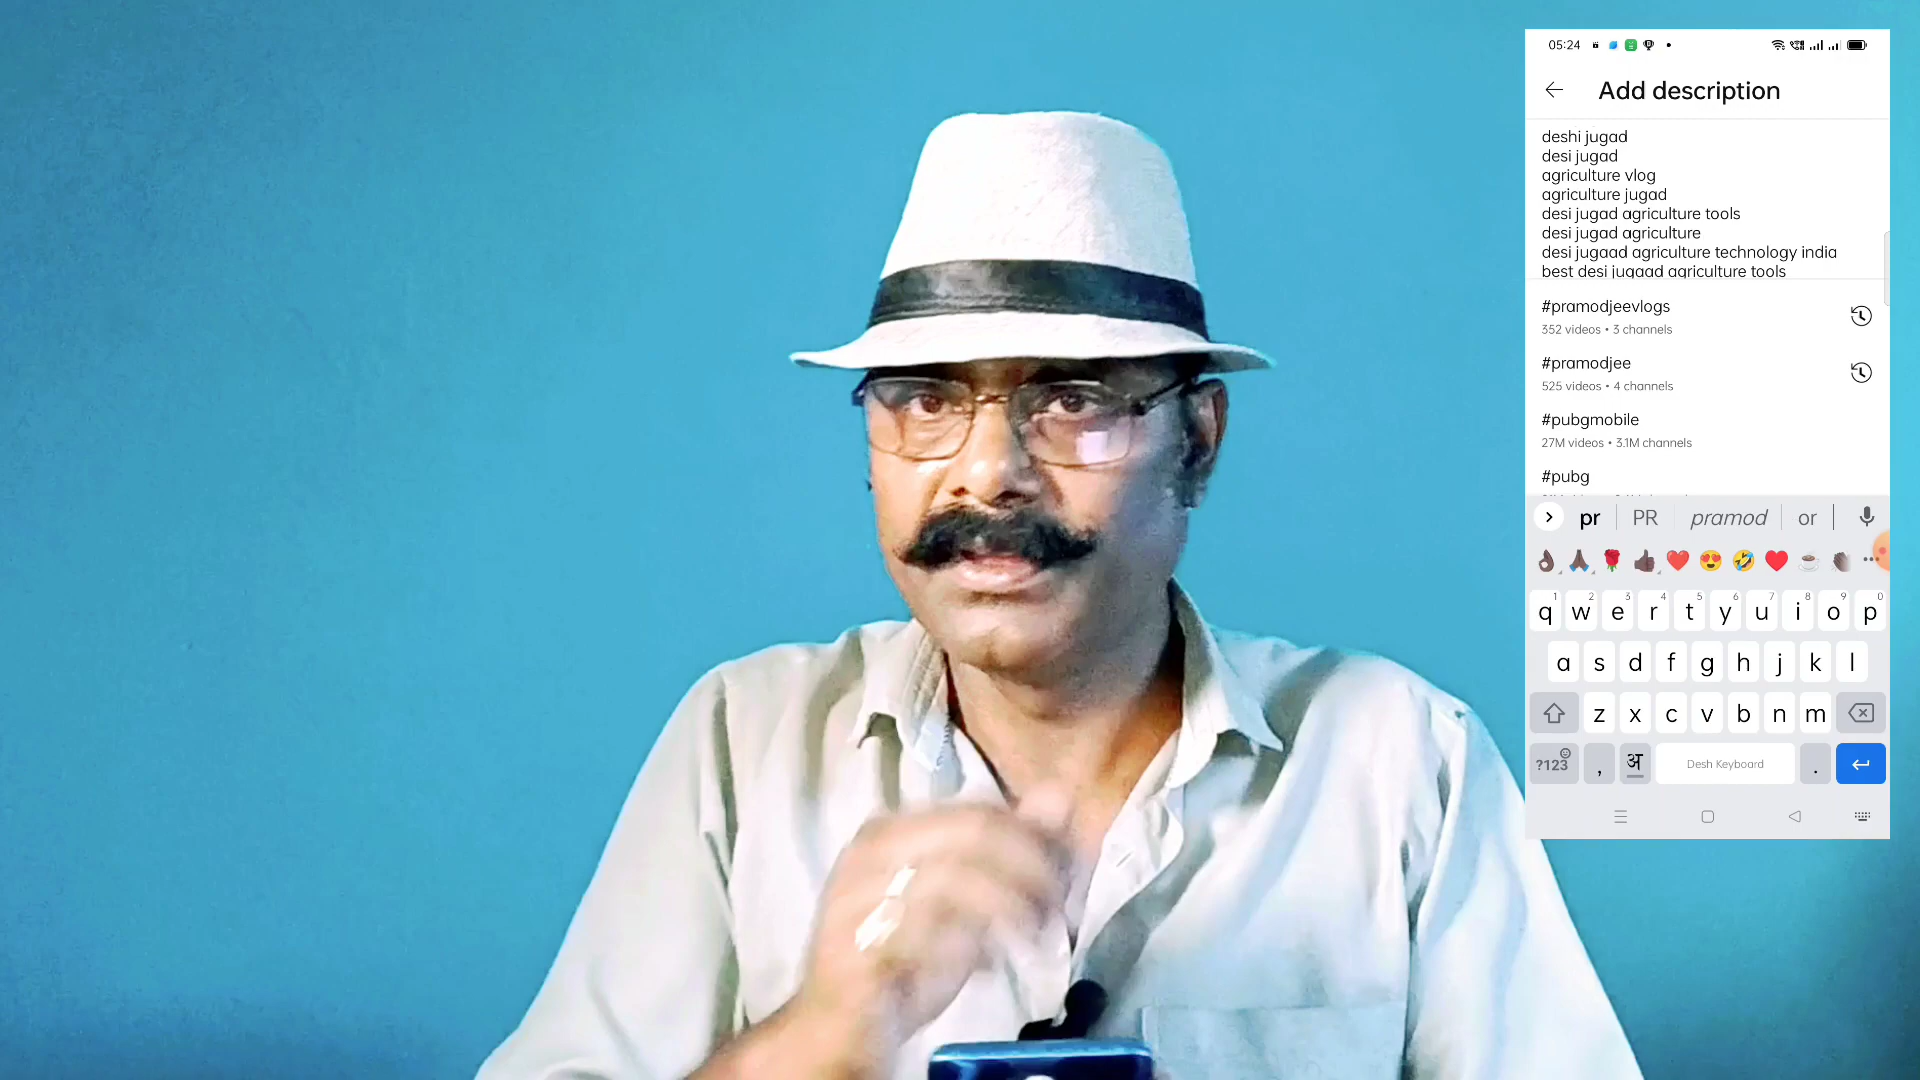 05:24
Add description
deshi jugad
desi jugad
agriculture vlog
agriculture jugad
desi jugad agriculture tools
desi jugad agriculture
desi jugaad agriculture technology india
best desi jugaad agriculture tools
#pramodjeevlogs
352 videos • 3 channels
#pramodjee
525 videos • 4 channels
#pubgmobile
27M videos • 3.1M channels
#pubg
pr PR pramod or
1 2 3 4 5 6 7 8 9 0
q w e r t y u i o p
a s d f g h j k l
z x c v b n m
?123 , अ Desh Keyboard .